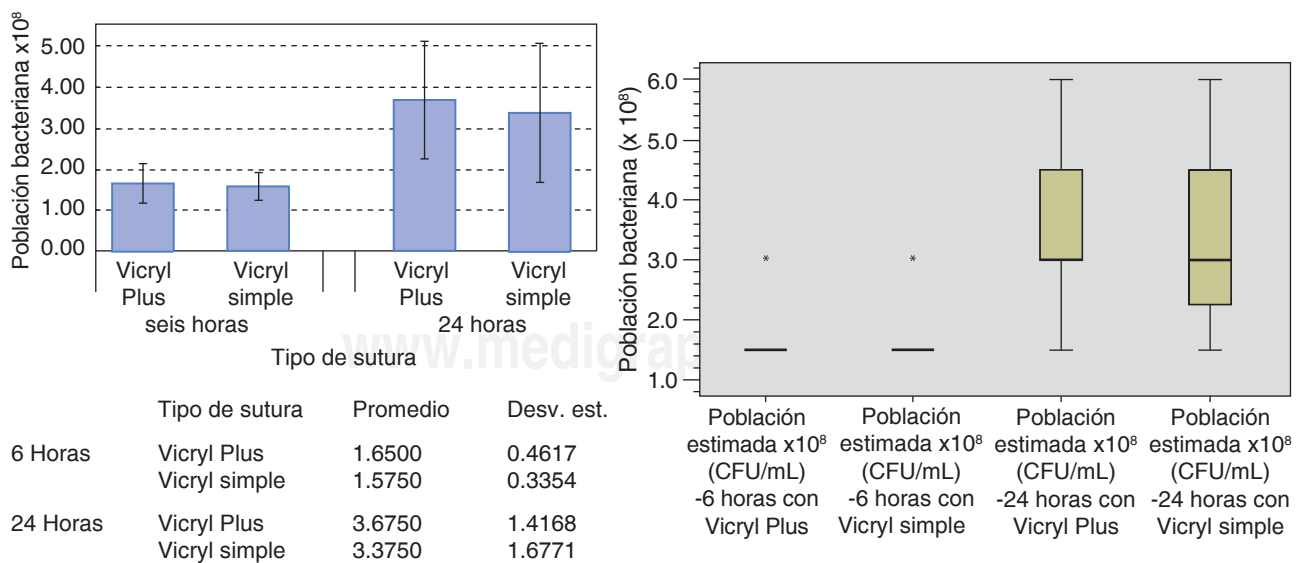 Población bacteriana x10⁸
5.00
4.00
3.00
2.00
1.00
0.00
Vicryl Plus
Vicryl simple
seis horas
Vicryl Plus
Vicryl simple
24 horas
Tipo de sutura
www.medigrap
Tipo de sutura Promedio Desv. est.
6 Horas Vicryl Plus 1.6500 0.4617
Vicryl simple 1.5750 0.3354
24 Horas Vicryl Plus 3.6750 1.4168
Vicryl simple 3.3750 1.6771
Población bacteriana (x 10⁸)
6.0
5.0
4.0
3.0
2.0
1.0
*
*
Población
estimada x10⁸
(CFU/mL)
-6 horas con
Vicryl Plus
Población
estimada x10⁸
(CFU/mL)
-6 horas con
Vicryl simple
Población
estimada x10⁸
(CFU/mL)
-24 horas con
Vicryl Plus
Población
estimada x10⁸
(CFU/mL)
-24 horas con
Vicryl simple